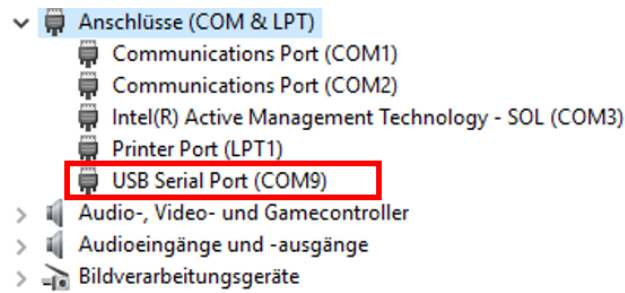 Anschlüsse (COM & LPT)
Communications Port (COM1)
Communications Port (COM2)
Intel(R) Active Management Technology - SOL (COM3)
Printer Port (LPT1)
USB Serial Port (COM9)
Audio-, Video- und Gamecontroller
Audioeingänge und -ausgänge
Bildverarbeitungsgeräte